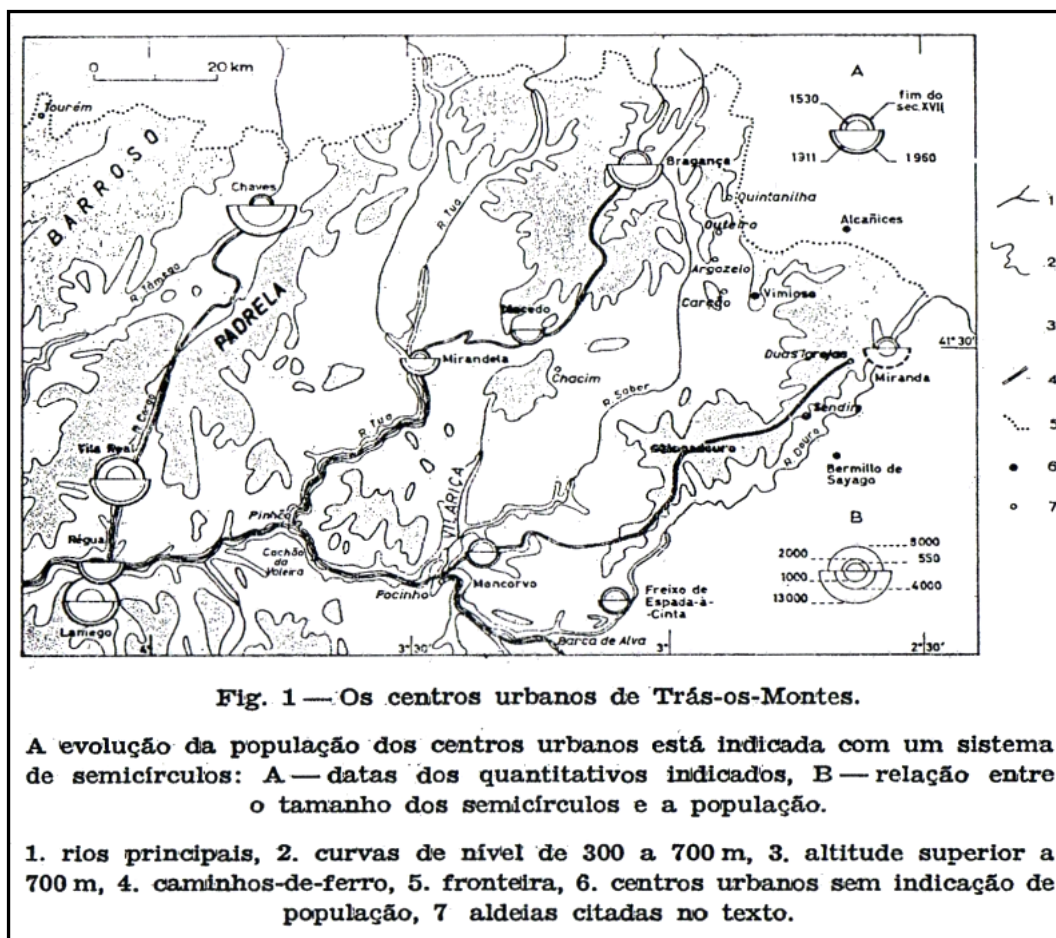 0 20 km
A
1530
fim do
sec. XVII
1911
1960
Tourém
BARROSO
Chaves
Bragança
Quintanilha
Outeiro
Alcañices
Argozelo
Vimioso
R. Tua
R. Tâmega
PADRELA
Mirandela
Chacim
Duas Igrejas
Miranda
41° 30'
R. Corgo
Vila Real
R. Tua
R. Sabor
Sendim
R. Douro
Bermillo de
Sayago
VILARIÇA
Pinhão
Régua
Cachão
da
Valeira
Pocinho
Moncorvo
Freixo de
Espada-à-
-Cinta
Barca de Alva
Lamego
B
8000
2000
550
1000
4000
13000
4°
3° 30'
3°
2° 30'
1
2
3
4
5
6
7
Fig. 1 — Os centros urbanos de Trás-os-Montes.
A evolução da população dos centros urbanos está indicada com um sistema
de semicírculos: A — datas dos quantitativos indicados, B — relação entre
o tamanho dos semicírculos e a população.
1. rios principais, 2. curvas de nível de 300 a 700 m, 3. altitude superior a
700 m, 4. caminhos-de-ferro, 5. fronteira, 6. centros urbanos sem indicação de
população, 7 aldeias citadas no texto.